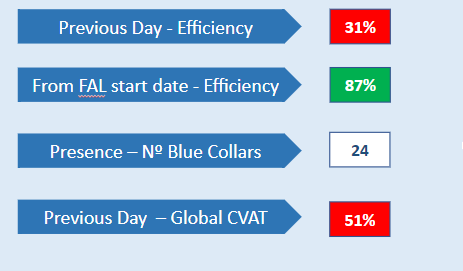 Previous Day - Efficiency 31%
From FAL start date - Efficiency 87%
Presence – Nº Blue Collars 24
Previous Day – Global CVAT 51%